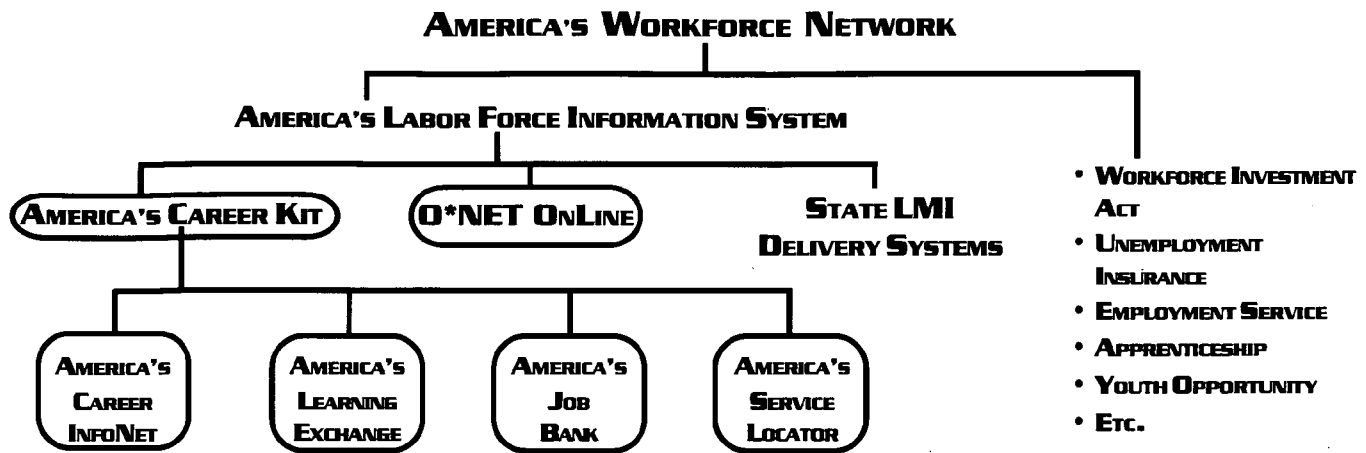 AMERICA'S WORKFORCE NETWORK
AMERICA'S LABOR FORCE INFORMATION SYSTEM
AMERICA'S CAREER KIT
O*NET ONLINE
STATE LMI
DELIVERY SYSTEMS
• WORKFORCE INVESTMENT
ACT
• UNEMPLOYMENT
INSURANCE
• EMPLOYMENT SERVICE
• APPRENTICESHIP
• YOUTH OPPORTUNITY
• ETC.
AMERICA'S
CAREER
INFONET
AMERICA'S
LEARNING
EXCHANGE
AMERICA'S
JOB
BANK
AMERICA'S
SERVICE
LOCATOR